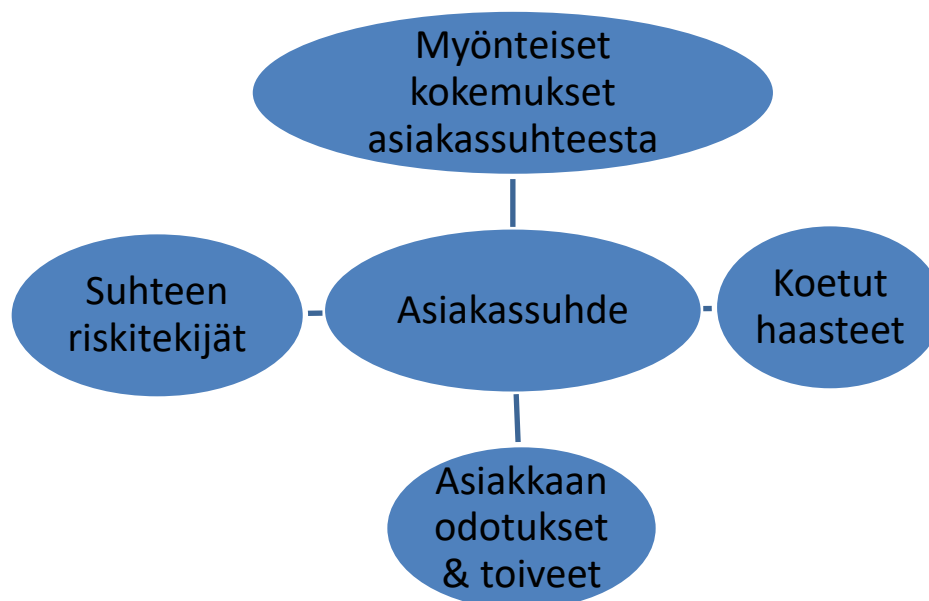 Myönteiset
kokemukset
asiakassuhteesta
Suhteen
riskitekijät
Asiakassuhde
Koetut
haasteet
Asiakkaan
odotukset
& toiveet